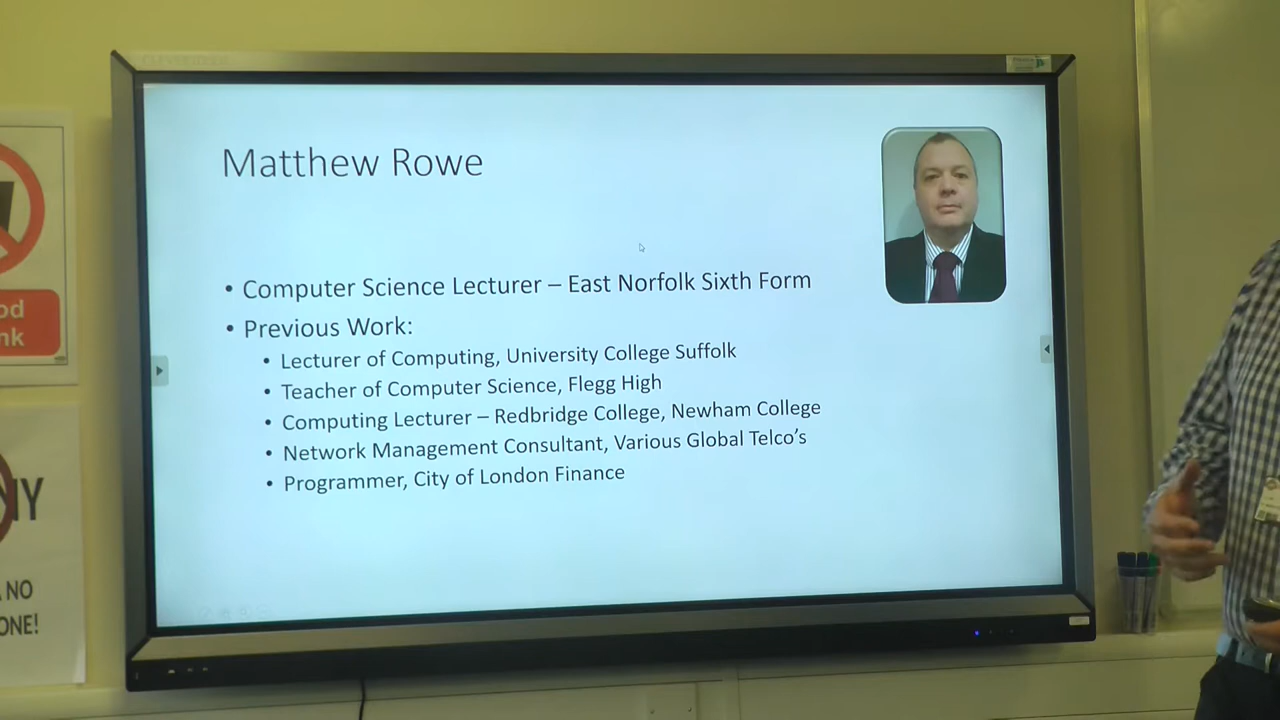 Matthew Rowe
• Computer Science Lecturer – East Norfolk Sixth Form
• Previous Work:
• Lecturer of Computing, University College Suffolk
• Teacher of Computer Science, Flegg High
• Computing Lecturer – Redbridge College, Newham College
• Network Management Consultant, Various Global Telco's
• Programmer, City of London Finance
od
nk
NY
NO
ONE!